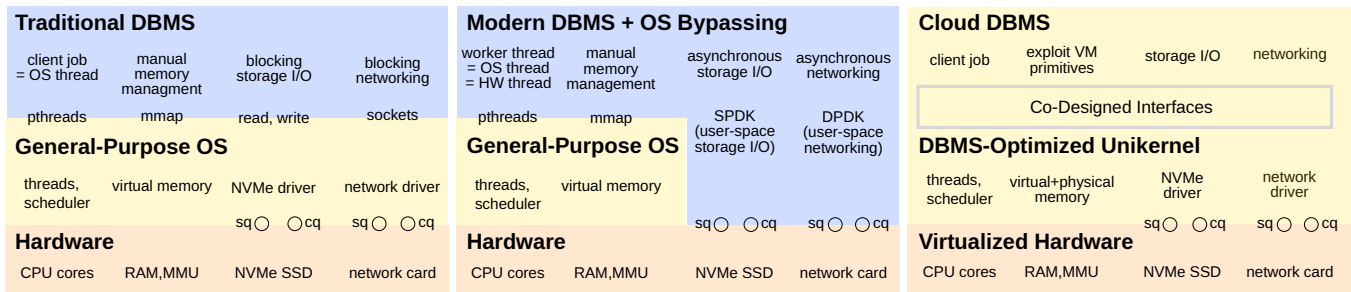 Traditional DBMS
client job
= OS thread
manual
memory
managment
blocking
storage I/O
blocking
networking
pthreads
mmap
read, write
sockets
General-Purpose OS
threads,
scheduler
virtual memory
NVMe driver
network driver
sq
cq
sq
cq
Hardware
CPU cores
RAM,MMU
NVMe SSD
network card
Modern DBMS + OS Bypassing
worker thread
= OS thread
= HW thread
manual
memory
management
asynchronous
storage I/O
asynchronous
networking
pthreads
mmap
SPDK
(user-space
storage I/O)
DPDK
(user-space
networking)
General-Purpose OS
threads,
scheduler
virtual memory
sq
cq
sq
cq
Hardware
CPU cores
RAM,MMU
NVMe SSD
network card
Cloud DBMS
client job
exploit VM
primitives
storage I/O
networking
Co-Designed Interfaces
DBMS-Optimized Unikernel
threads,
scheduler
virtual+physical
memory
NVMe
driver
network
driver
sq
cq
sq
cq
Virtualized Hardware
CPU cores
RAM,MMU
NVMe SSD
network card